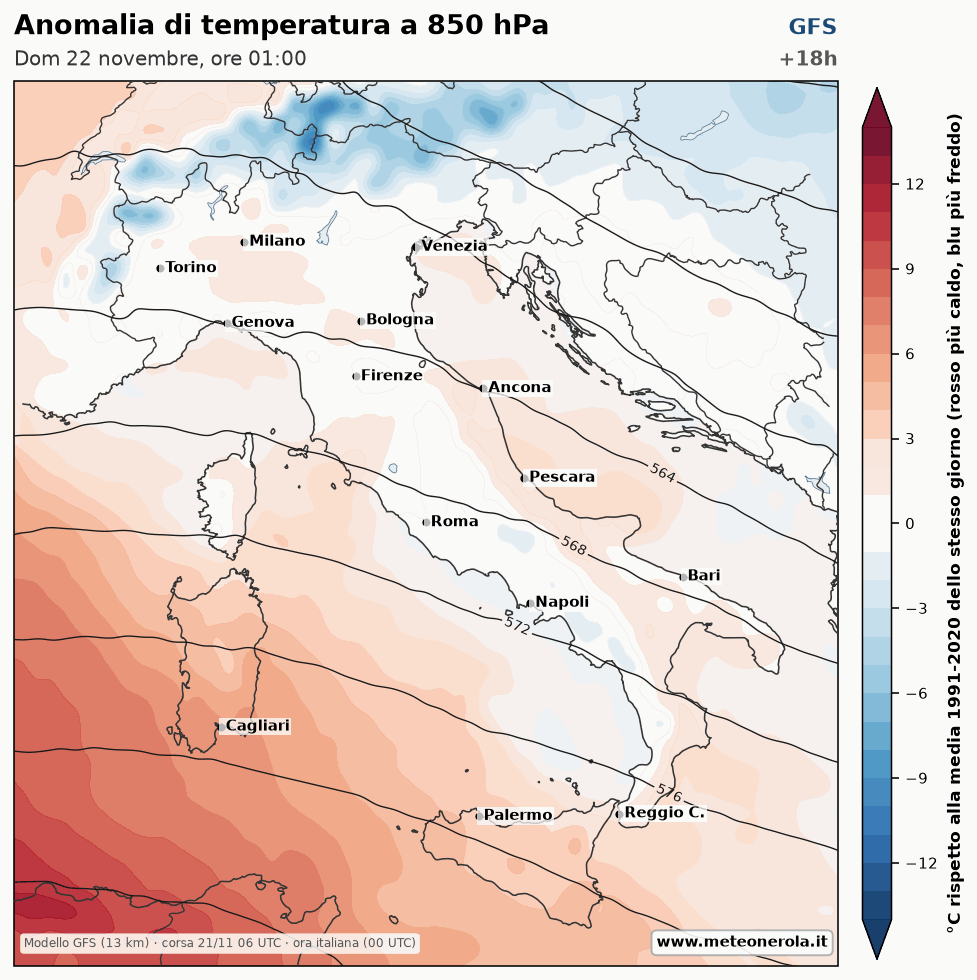 Anomalia di temperatura a 850 hPa
GFS
Dom 22 novembre, ore 01:00
+18h
Milano
Venezia
Torino
Genova
Bologna
Firenze
Ancona
564
Pescara
Roma
568
Bari
Napoli
572
Cagliari
576
Palermo
Reggio C.
12
9
6
3
0
−3
−6
−9
−12
°C rispetto alla media 1991-2020 dello stesso giorno (rosso più caldo, blu più freddo)
Modello GFS (13 km) · corsa 21/11 06 UTC · ora italiana (00 UTC)
www.meteonerola.it